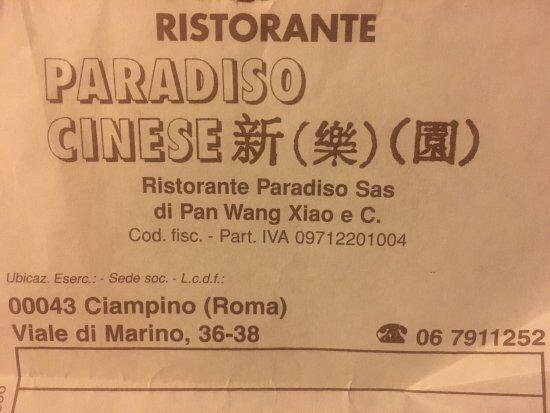 RISTORANTE
PARADISO
CINESE 新(樂)(園)
Ristorante Paradiso Sas
di Pan Wang Xiao e C.
Cod. fisc. - Part. IVA 09712201004
Ubicaz. Eserc.: - Sede soc. - L.c.d.f.:
00043 Ciampino (Roma)
Viale di Marino, 36-38 ☎ 06 7911252